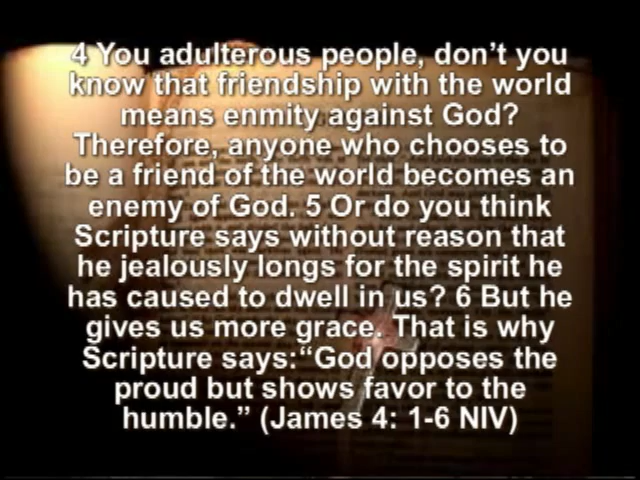 4 You adulterous people, don’t you
know that friendship with the world
means enmity against God?
Therefore, anyone who chooses to
be a friend of the world becomes an
enemy of God. 5 Or do you think
Scripture says without reason that
he jealously longs for the spirit he
has caused to dwell in us? 6 But he
gives us more grace. That is why
Scripture says:“God opposes the
proud but shows favor to the
humble.” (James 4: 1-6 NIV)